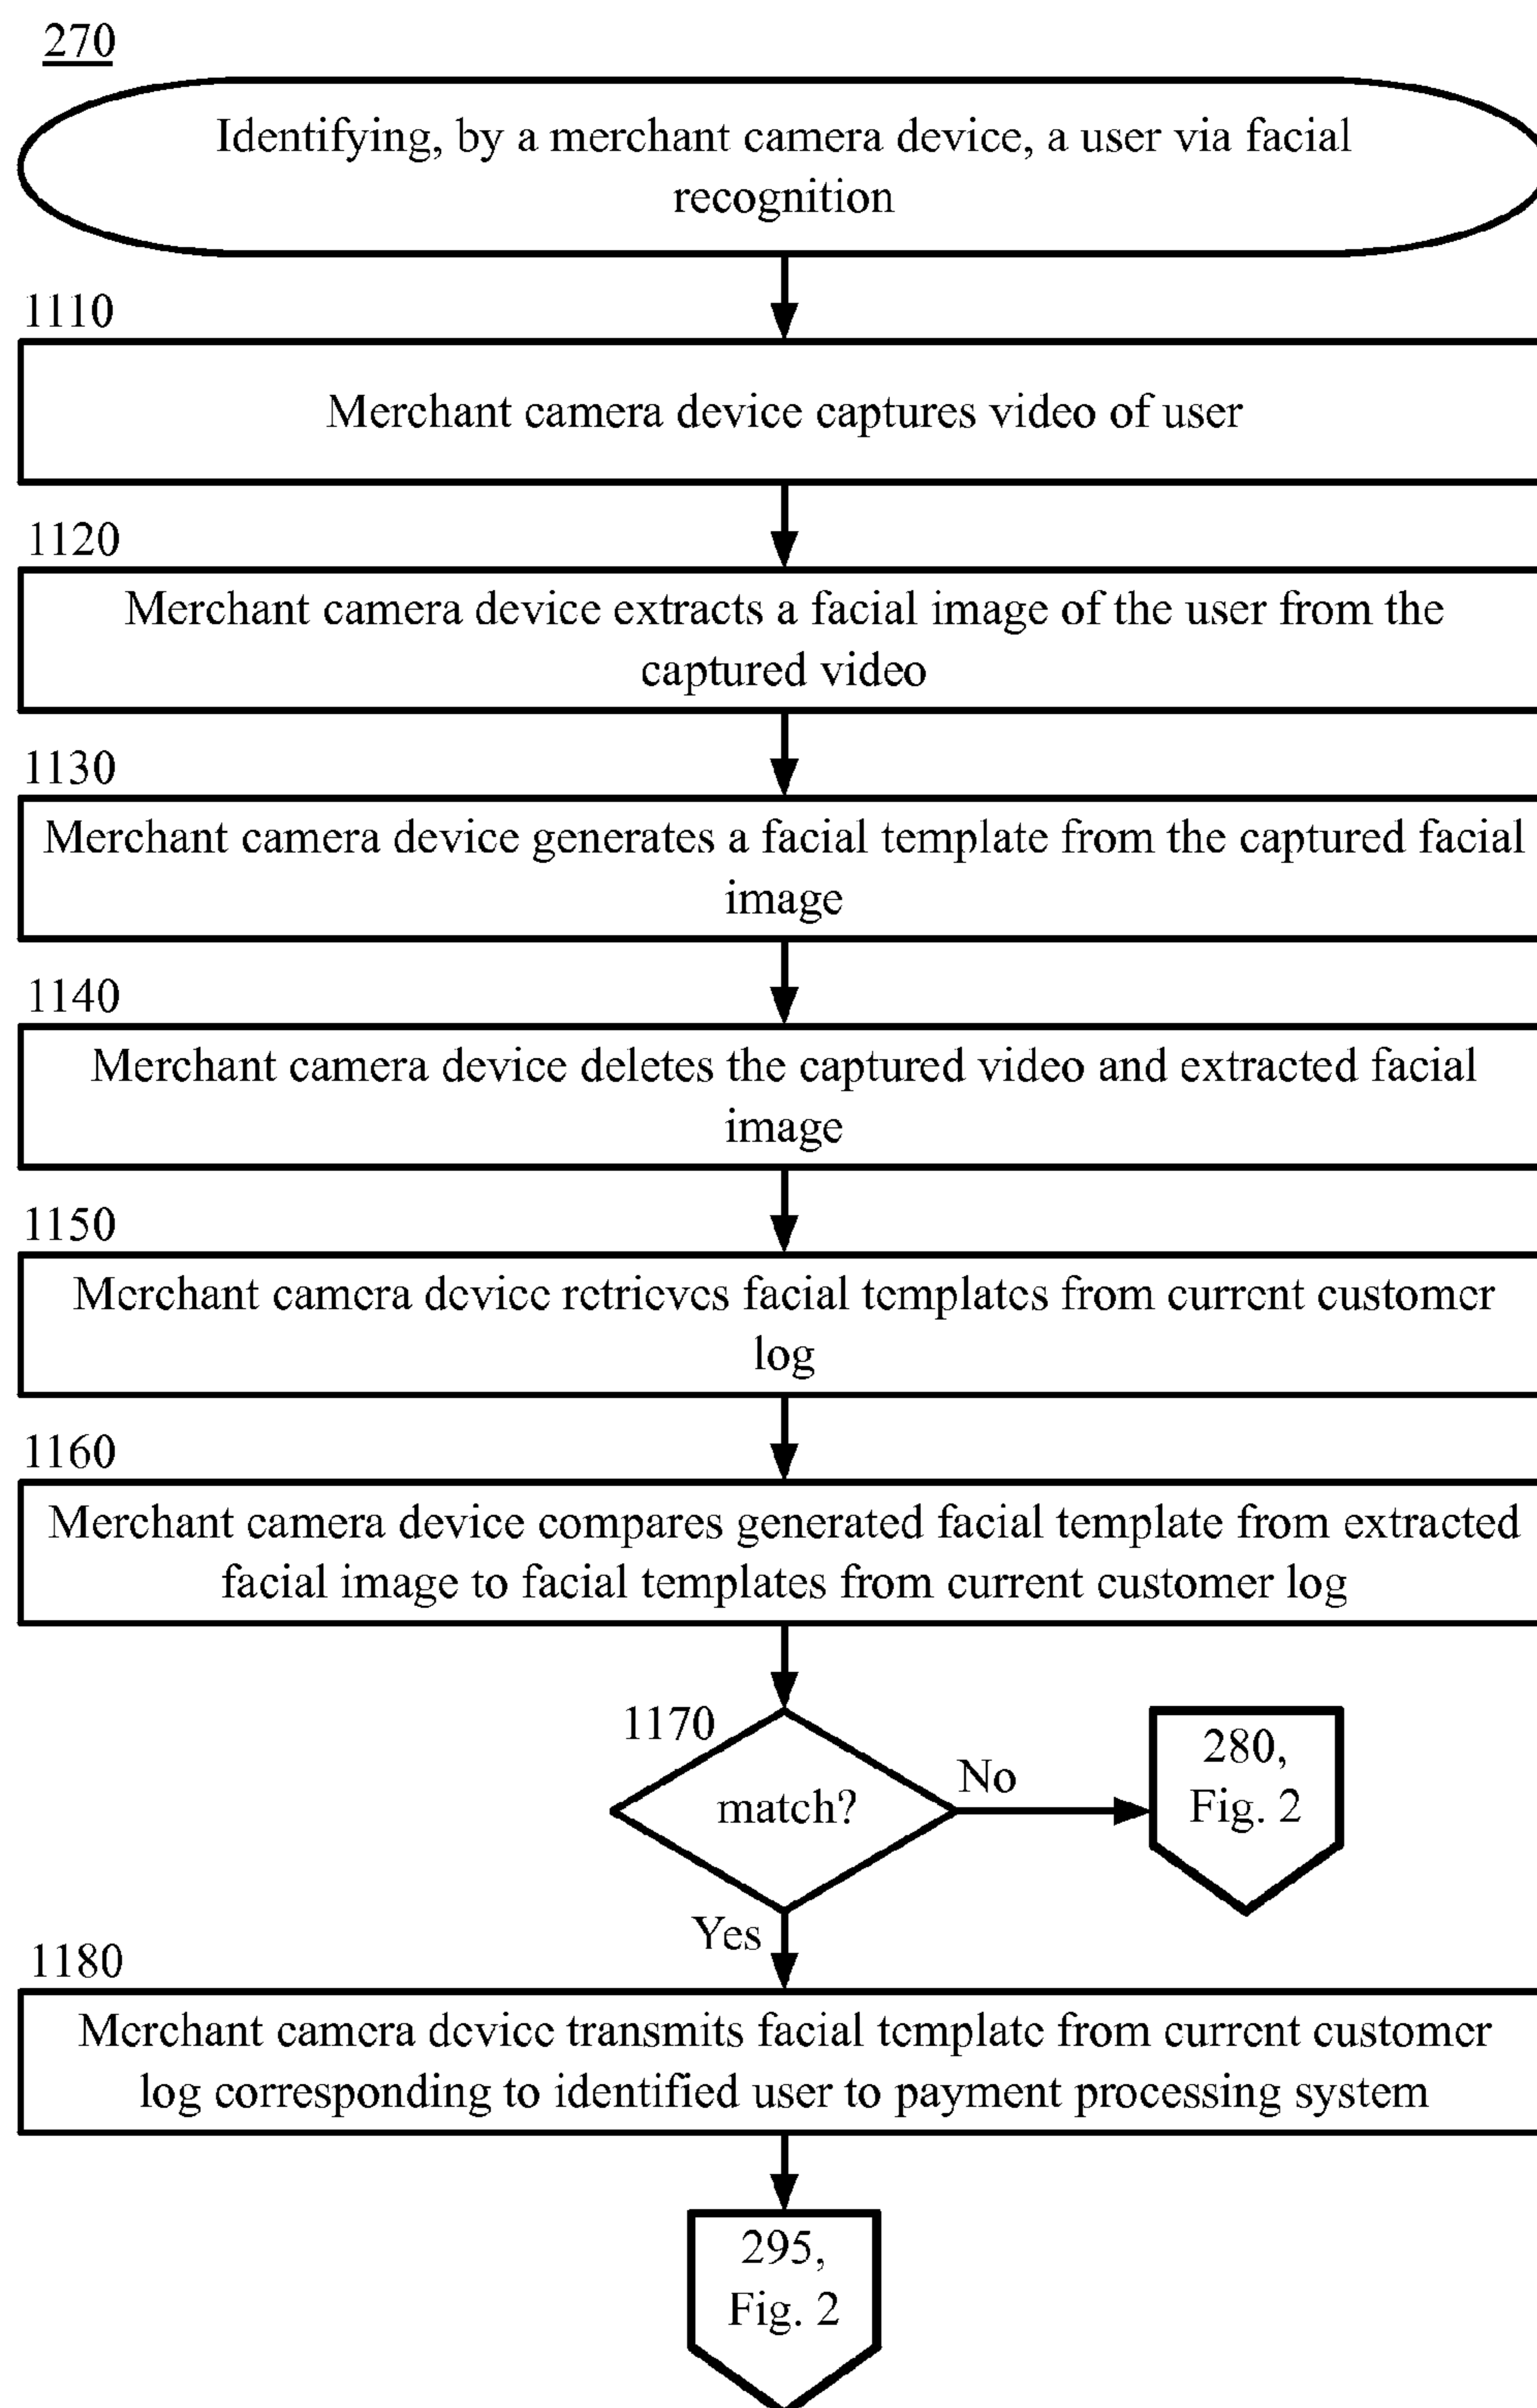 270
Identifying, by a merchant camera device, a user via facial
recognition
1110
Merchant camera device captures video of user
1120
Merchant camera device extracts a facial image of the user from the
captured video
1130
Merchant camera device generates a facial template from the captured facial
image
1140
Merchant camera device deletes the captured video and extracted facial
image
1150
Merchant camera device retrieves facial templates from current customer
log
1160
Merchant camera device compares generated facial template from extracted
facial image to facial templates from current customer log
1170
match?
No
280,
Fig. 2
Yes
1180
Merchant camera device transmits facial template from current customer
log corresponding to identified user to payment processing system
295,
Fig. 2